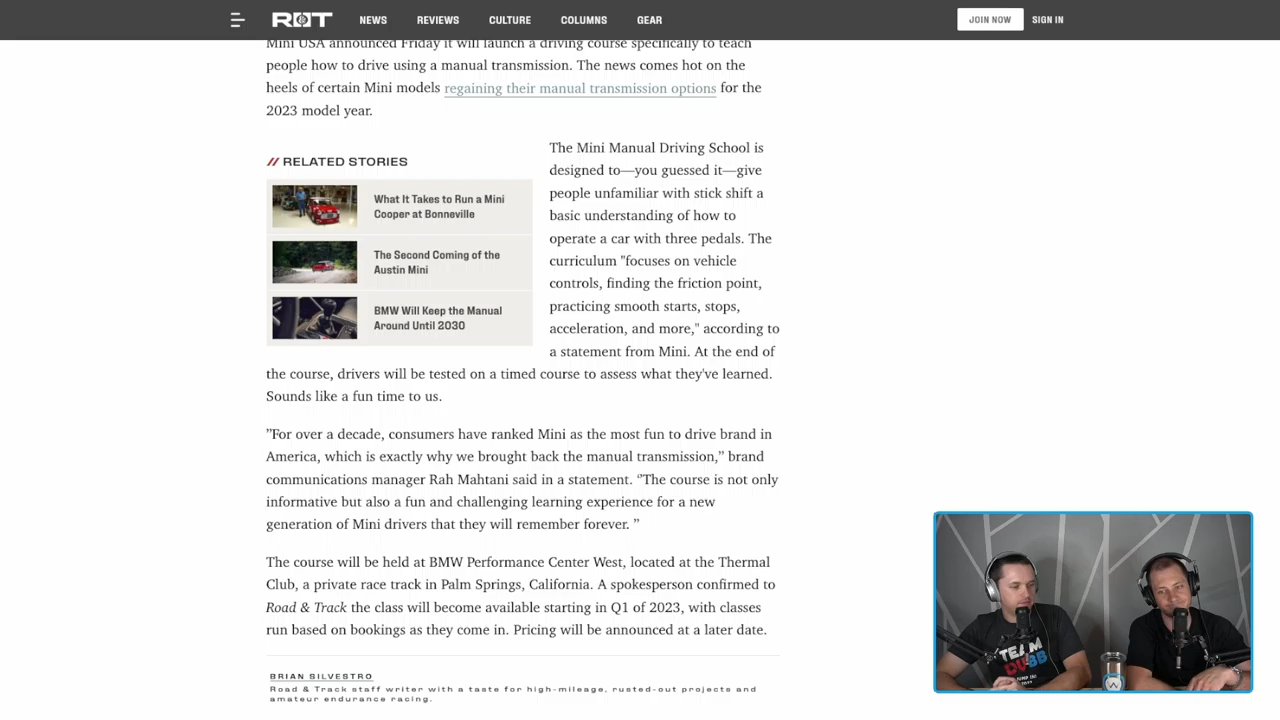 R&T
NEWS
REVIEWS
CULTURE
COLUMNS
GEAR
JOIN NOW
SIGN IN
Mini USA announced Friday it will launch a driving course specifically to teach
people how to drive using a manual transmission. The news comes hot on the
heels of certain Mini models regaining their manual transmission options for the
2023 model year.
// RELATED STORIES
What It Takes to Run a Mini
Cooper at Bonneville
The Second Coming of the
Austin Mini
BMW Will Keep the Manual
Around Until 2030
The Mini Manual Driving School is
designed to—you guessed it—give
people unfamiliar with stick shift a
basic understanding of how to
operate a car with three pedals. The
curriculum "focuses on vehicle
controls, finding the friction point,
practicing smooth starts, stops,
acceleration, and more," according to
a statement from Mini. At the end of
the course, drivers will be tested on a timed course to assess what they've learned.
Sounds like a fun time to us.
”For over a decade, consumers have ranked Mini as the most fun to drive brand in
America, which is exactly why we brought back the manual transmission,” brand
communications manager Rah Mahtani said in a statement. “The course is not only
informative but also a fun and challenging learning experience for a new
generation of Mini drivers that they will remember forever. ”
The course will be held at BMW Performance Center West, located at the Thermal
Club, a private race track in Palm Springs, California. A spokesperson confirmed to
Road & Track the class will become available starting in Q1 of 2023, with classes
run based on bookings as they come in. Pricing will be announced at a later date.
BRIAN SILVESTRO
Road & Track staff writer with a taste for high-mileage, rusted-out projects and
amateur endurance racing.
TEAM
DUBB